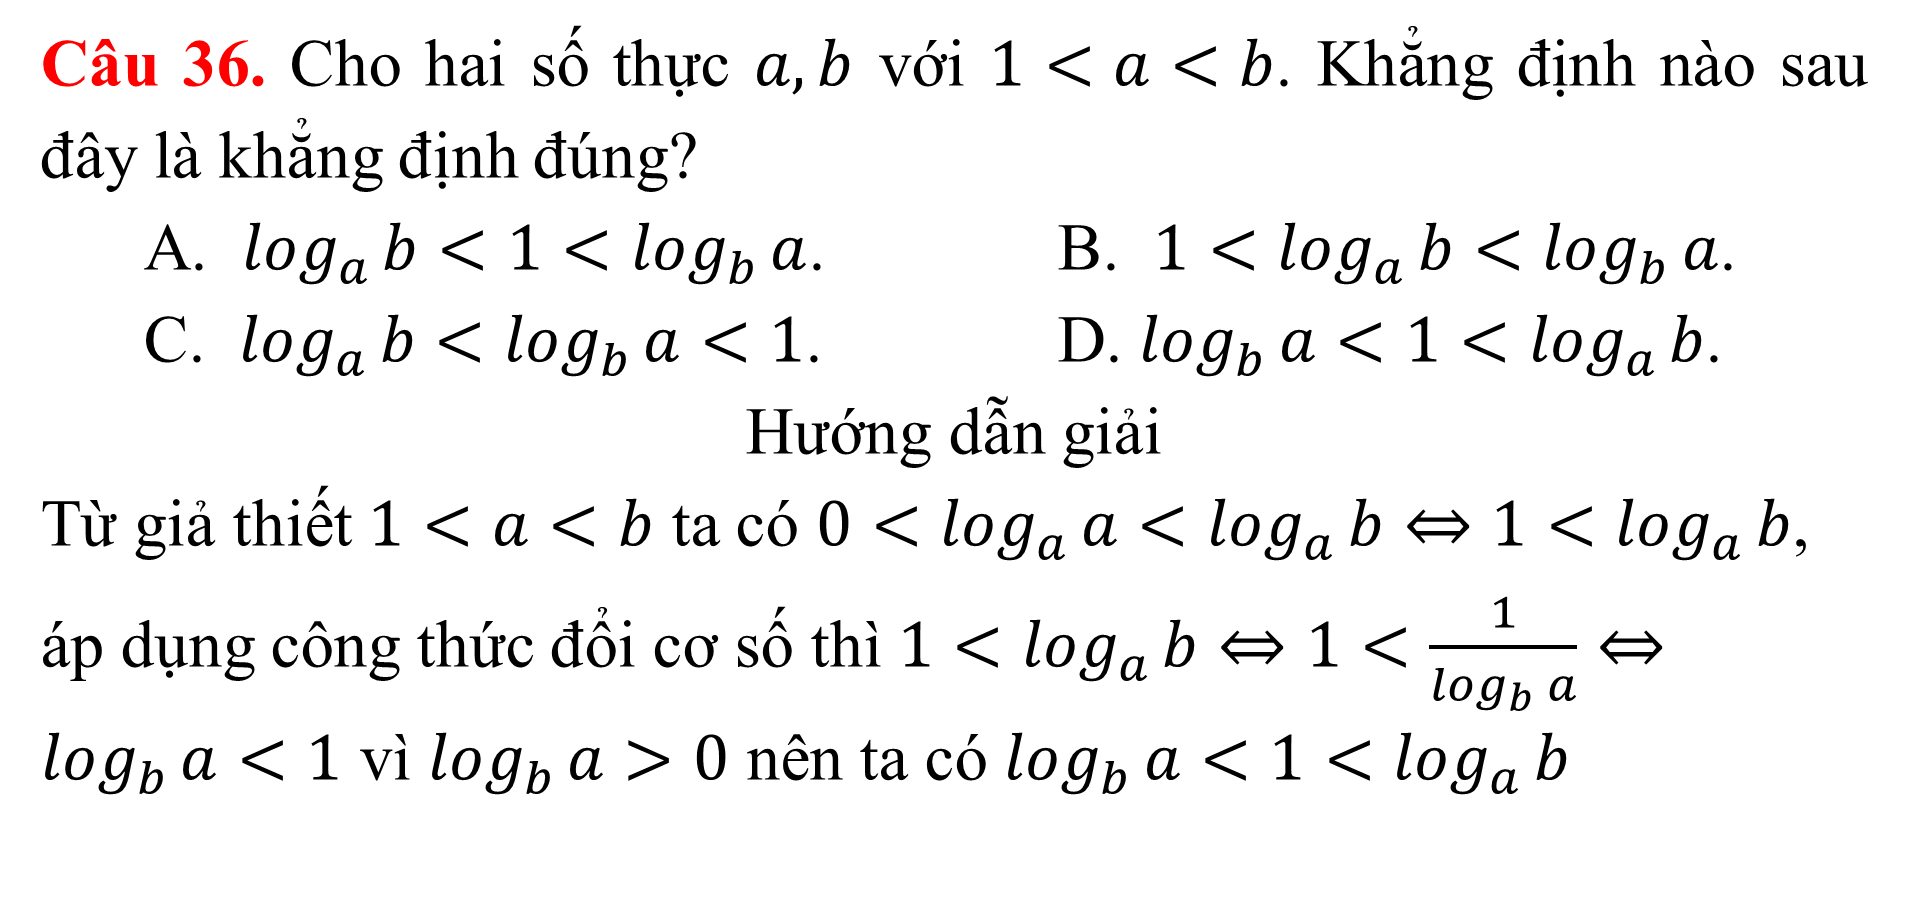 Câu 36. Cho hai số thực a, b với 1 < a < b. Khẳng định nào sau
đây là khẳng định đúng?
A. log_a b < 1 < log_b a. B. 1 < log_a b < log_b a.
C. log_a b < log_b a < 1. D. log_b a < 1 < log_a b.
Hướng dẫn giải
Từ giả thiết 1 < a < b ta có 0 < log_a a < log_a b ⇔ 1 < log_a b,
áp dụng công thức đổi cơ số thì 1 < log_a b ⇔ 1 < 1/(log_b a) ⇔
log_b a < 1 vì log_b a > 0 nên ta có log_b a < 1 < log_a b